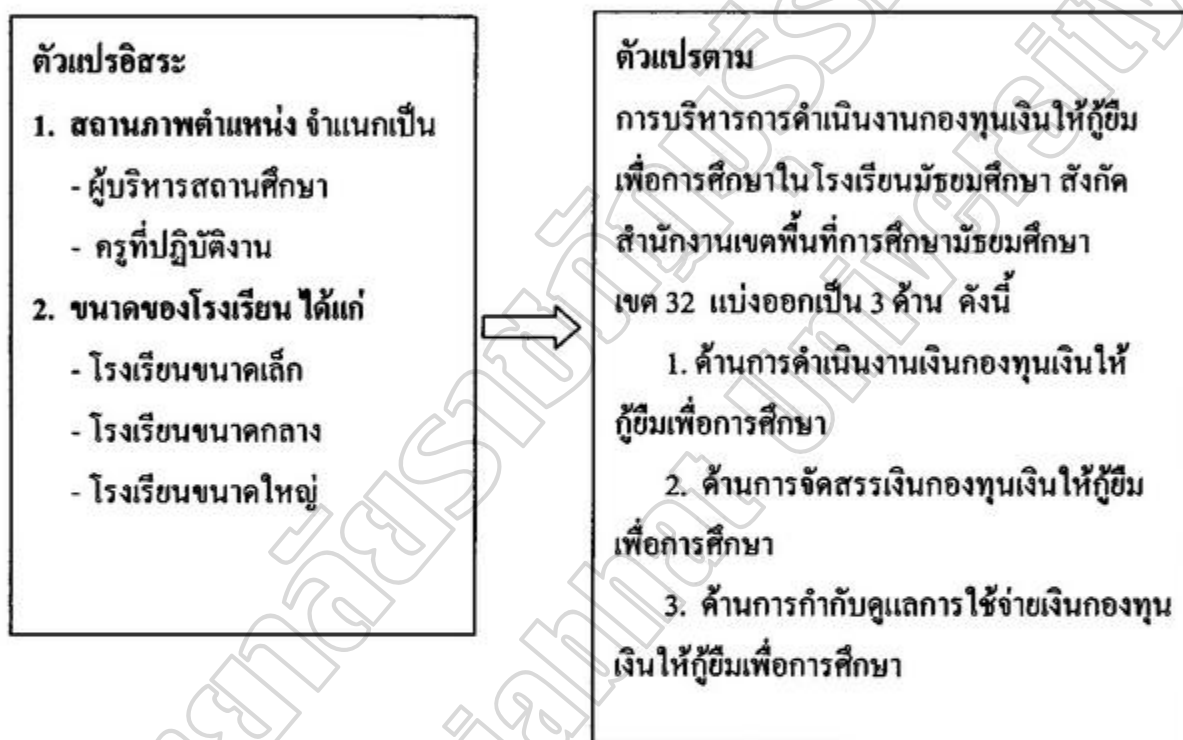 ตัวแปรอิสระ
1. สถานภาพตำแหน่ง จำแนกเป็น
- ผู้บริหารสถานศึกษา
- ครูที่ปฏิบัติงาน
2. ขนาดของโรงเรียน ได้แก่
- โรงเรียนขนาดเล็ก
- โรงเรียนขนาดกลาง
- โรงเรียนขนาดใหญ่
ตัวแปรตาม
การบริหารการดำเนินงานกองทุนเงินให้กู้ยืม
เพื่อการศึกษาในโรงเรียนมัธยมศึกษา สังกัด
สำนักงานเขตพื้นที่การศึกษามัธยมศึกษา
เขต 32 แบ่งออกเป็น 3 ด้าน ดังนี้
1. ด้านการดำเนินงานเงินกองทุนเงินให้
กู้ยืมเพื่อการศึกษา
2. ด้านการจัดสรรเงินกองทุนเงินให้กู้ยืม
เพื่อการศึกษา
3. ด้านการกำกับดูแลการใช้จ่ายเงินกองทุน
เงินให้กู้ยืมเพื่อการศึกษา